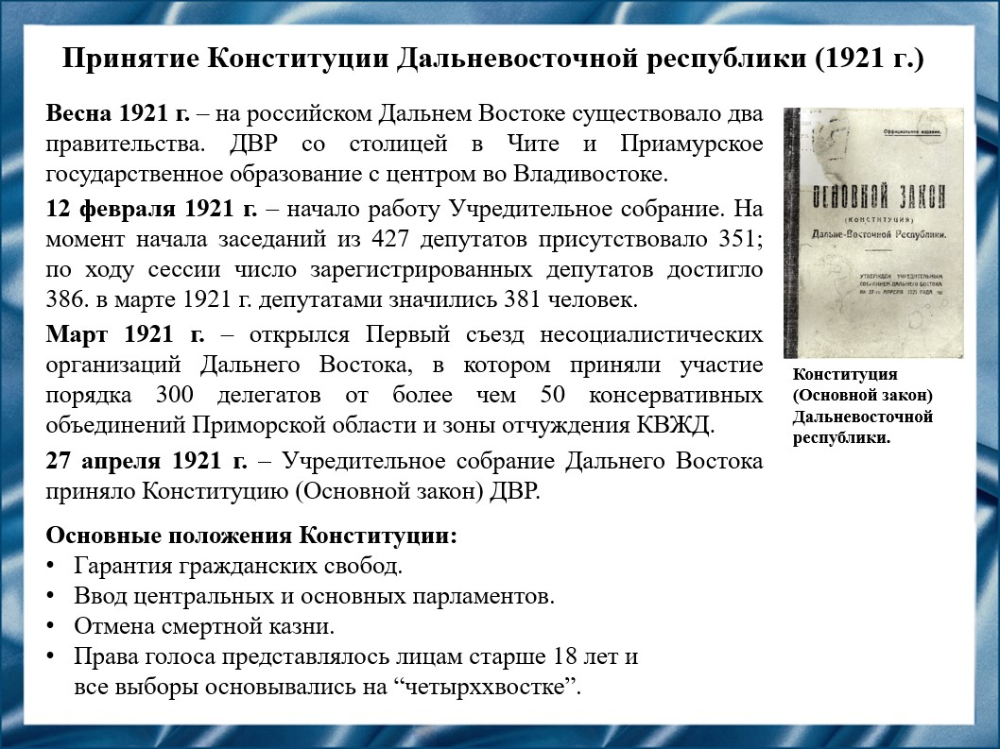 Принятие Конституции Дальневосточной республики (1921 г.)
Весна 1921 г. – на российском Дальнем Востоке существовало два
правительства. ДВР со столицей в Чите и Приамурское
государственное образование с центром во Владивостоке.
12 февраля 1921 г. – начало работу Учредительное собрание. На
момент начала заседаний из 427 депутатов присутствовало 351;
по ходу сессии число зарегистрированных депутатов достигло
386. в марте 1921 г. депутатами значились 381 человек.
Март 1921 г. – открылся Первый съезд несоциалистических
организаций Дальнего Востока, в котором приняли участие
порядка 300 делегатов от более чем 50 консервативных
объединений Приморской области и зоны отчуждения КВЖД.
27 апреля 1921 г. – Учредительное собрание Дальнего Востока
приняло Конституцию (Основной закон) ДВР.
Основные положения Конституции:
• Гарантия гражданских свобод.
• Ввод центральных и основных парламентов.
• Отмена смертной казни.
• Права голоса представлялось лицам старше 18 лет и
все выборы основывались на “четырххвостке”.
Оффициальное издание.
ОСНОВНОЙ ЗАКОН
(КОНСТИТУЦИЯ)
Дальне-Восточной Республики.
УТВЕРЖДЕН УЧРЕДИТЕЛЬНЫМ
СОБРАНИЕМ ДАЛЬНЕГО ВОСТОКА
АПРЕЛЯ 1921 ГОДА
Конституция
(Основной закон)
Дальневосточной
республики.